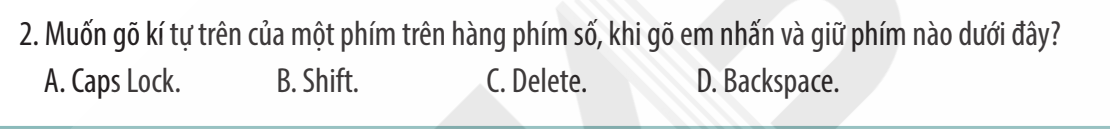 2. Muốn gõ kí tự trên của một phím trên hàng phím số, khi gõ em nhấn và giữ phím nào dưới đây?
A. Caps Lock. B. Shift. C. Delete. D. Backspace.